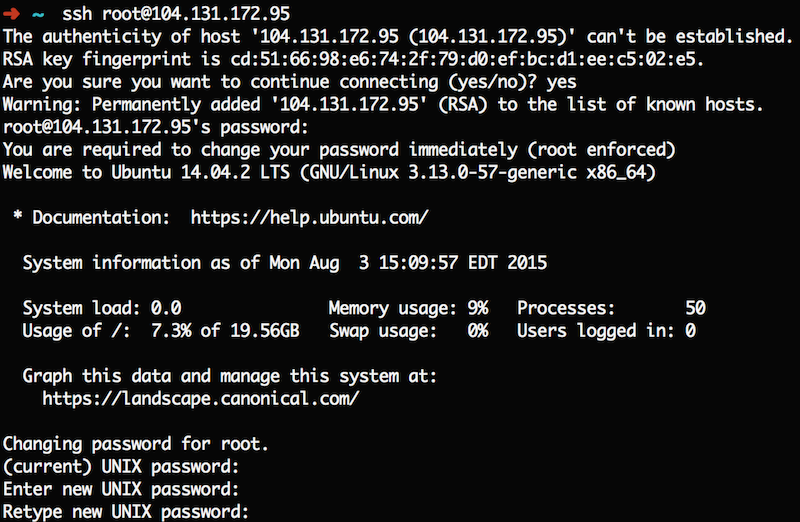 ➜ ~ ssh root@104.131.172.95
The authenticity of host '104.131.172.95 (104.131.172.95)' can't be established.
RSA key fingerprint is cd:51:66:98:e6:74:2f:79:d0:ef:bc:d1:ee:c5:02:e5.
Are you sure you want to continue connecting (yes/no)? yes
Warning: Permanently added '104.131.172.95' (RSA) to the list of known hosts.
root@104.131.172.95's password:
You are required to change your password immediately (root enforced)
Welcome to Ubuntu 14.04.2 LTS (GNU/Linux 3.13.0-57-generic x86_64)
* Documentation: https://help.ubuntu.com/
System information as of Mon Aug 3 15:09:57 EDT 2015
System load: 0.0 Memory usage: 9% Processes: 50
Usage of /: 7.3% of 19.56GB Swap usage: 0% Users logged in: 0
Graph this data and manage this system at:
https://landscape.canonical.com/
Changing password for root.
(current) UNIX password:
Enter new UNIX password:
Retype new UNIX password: